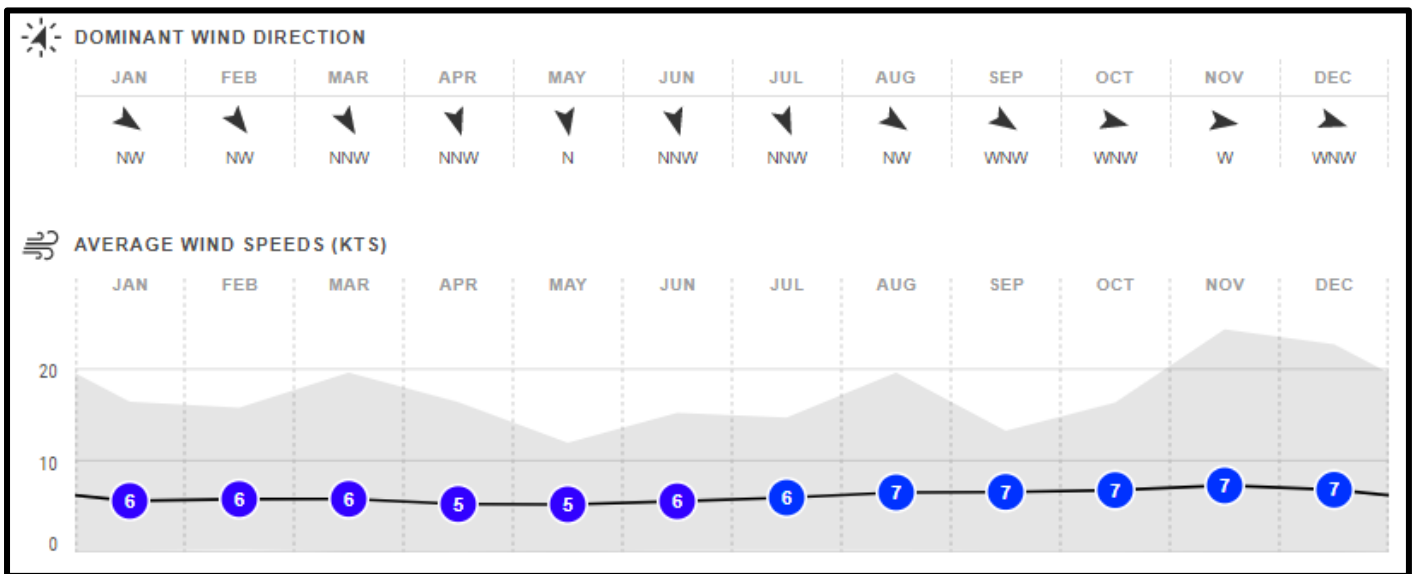 DOMINANT WIND DIRECTION
JAN FEB MAR APR MAY JUN JUL AUG SEP OCT NOV DEC
NW NW NNW NNW N NNW NNW NW WNW WNW W WNW
AVERAGE WIND SPEEDS (KTS)
JAN FEB MAR APR MAY JUN JUL AUG SEP OCT NOV DEC
20
10
6 6 6 5 5 6 6 7 7 7 7 7
0